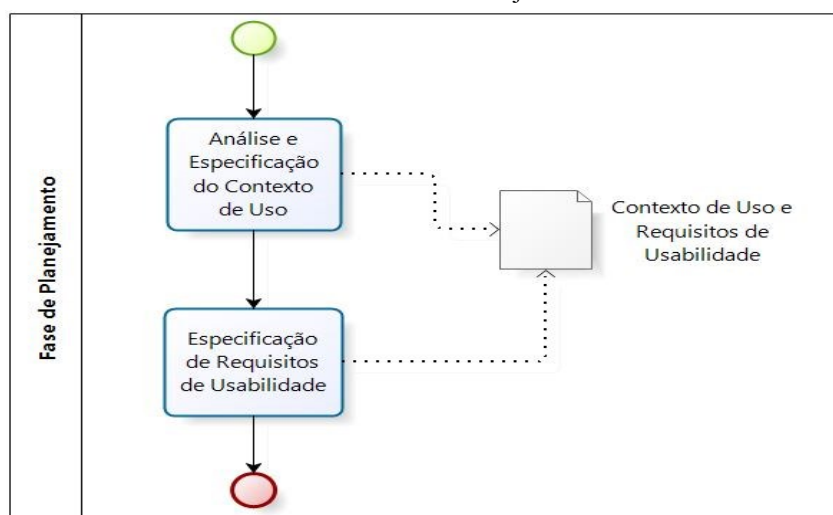 Fase de Planejamento
Análise e
Especificação
do Contexto
de Uso
Contexto de Uso e
Requisitos de
Usabilidade
Especificação
de Requisitos
de Usabilidade